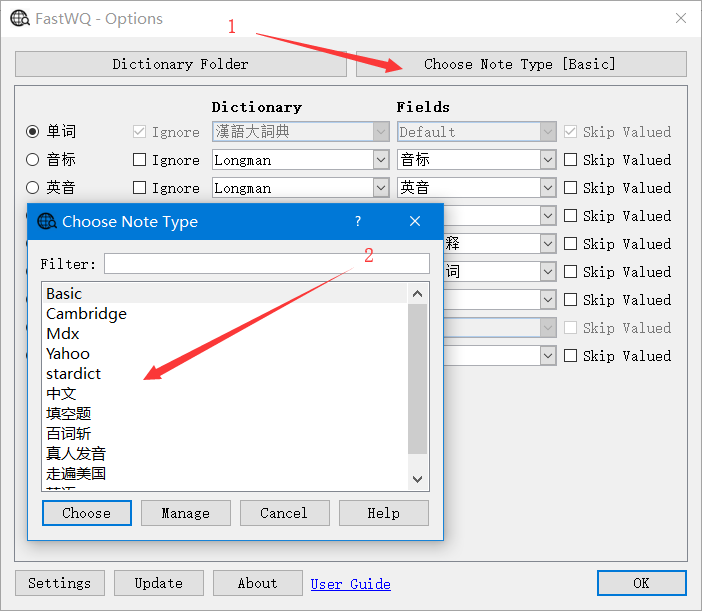 FastWQ - Options
1
Dictionary Folder
Choose Note Type [Basic]
Dictionary Fields
单词 Ignore 漢語大詞典 Default Skip Valued
音标 Ignore Longman 音标 Skip Valued
英音 Ignore Longman 英音 Skip Valued
Skip Valued
释 Skip Valued
词 Skip Valued
Skip Valued
Skip Valued
Skip Valued
Choose Note Type ?
2
Filter:
Basic
Cambridge
Mdx
Yahoo
stardict
中文
填空题
百词斩
真人发音
走遍美国
Choose Manage Cancel Help
Settings Update About User Guide OK